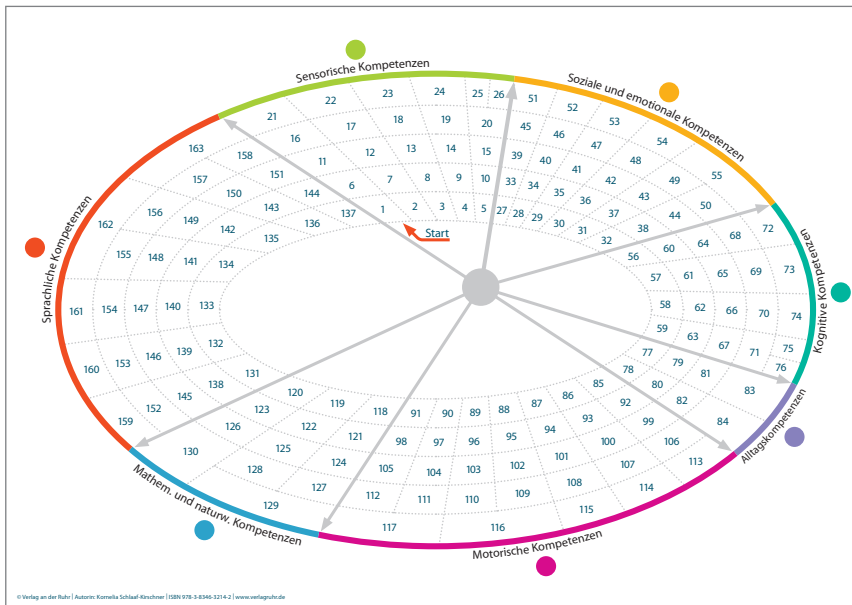 Sensorische Kompetenzen
Soziale und emotionale Kompetenzen
22 23 24 25 26 51 52
21 53
18 19 20 45 46 54
17 47
163 158 16 12 13 14 15 39 40 48 55
157 11 41 49
150 144 6 7 8 9 10 33 34 35 42 43 50
162 156 151 137 1 2 3 4 5 27 28 29 36 44 72
143 136 Start 30 37 68
149 135 31 38 64
155 142 32 60
148 141 134 56 73
57 61 65 69
161 154 147 140 133 58 62 66 70 74
59 63 67 71 75
160 153 146 139 132 77 79 76
131 78 81 83
152 145 138 120 85 80
159 123 119 118 91 90 89 88 87 86 92 82 84
126 122 121 98 97 96 95 94 93 99
130 125 100 106
128 124 105 104 103 102 101 107 113
127 112 111 110 109 108 114
129 115
117 116
Sprachliche Kompetenzen
Kognitive Kompetenzen
Alltagskompetenzen
Mathem. und naturw. Kompetenzen
Motorische Kompetenzen
© Verlag an der Ruhr | Autorin: Kornelia Schlaaf-Kirschner | ISBN 978-3-8346-3214-2 | www.verlagruhr.de